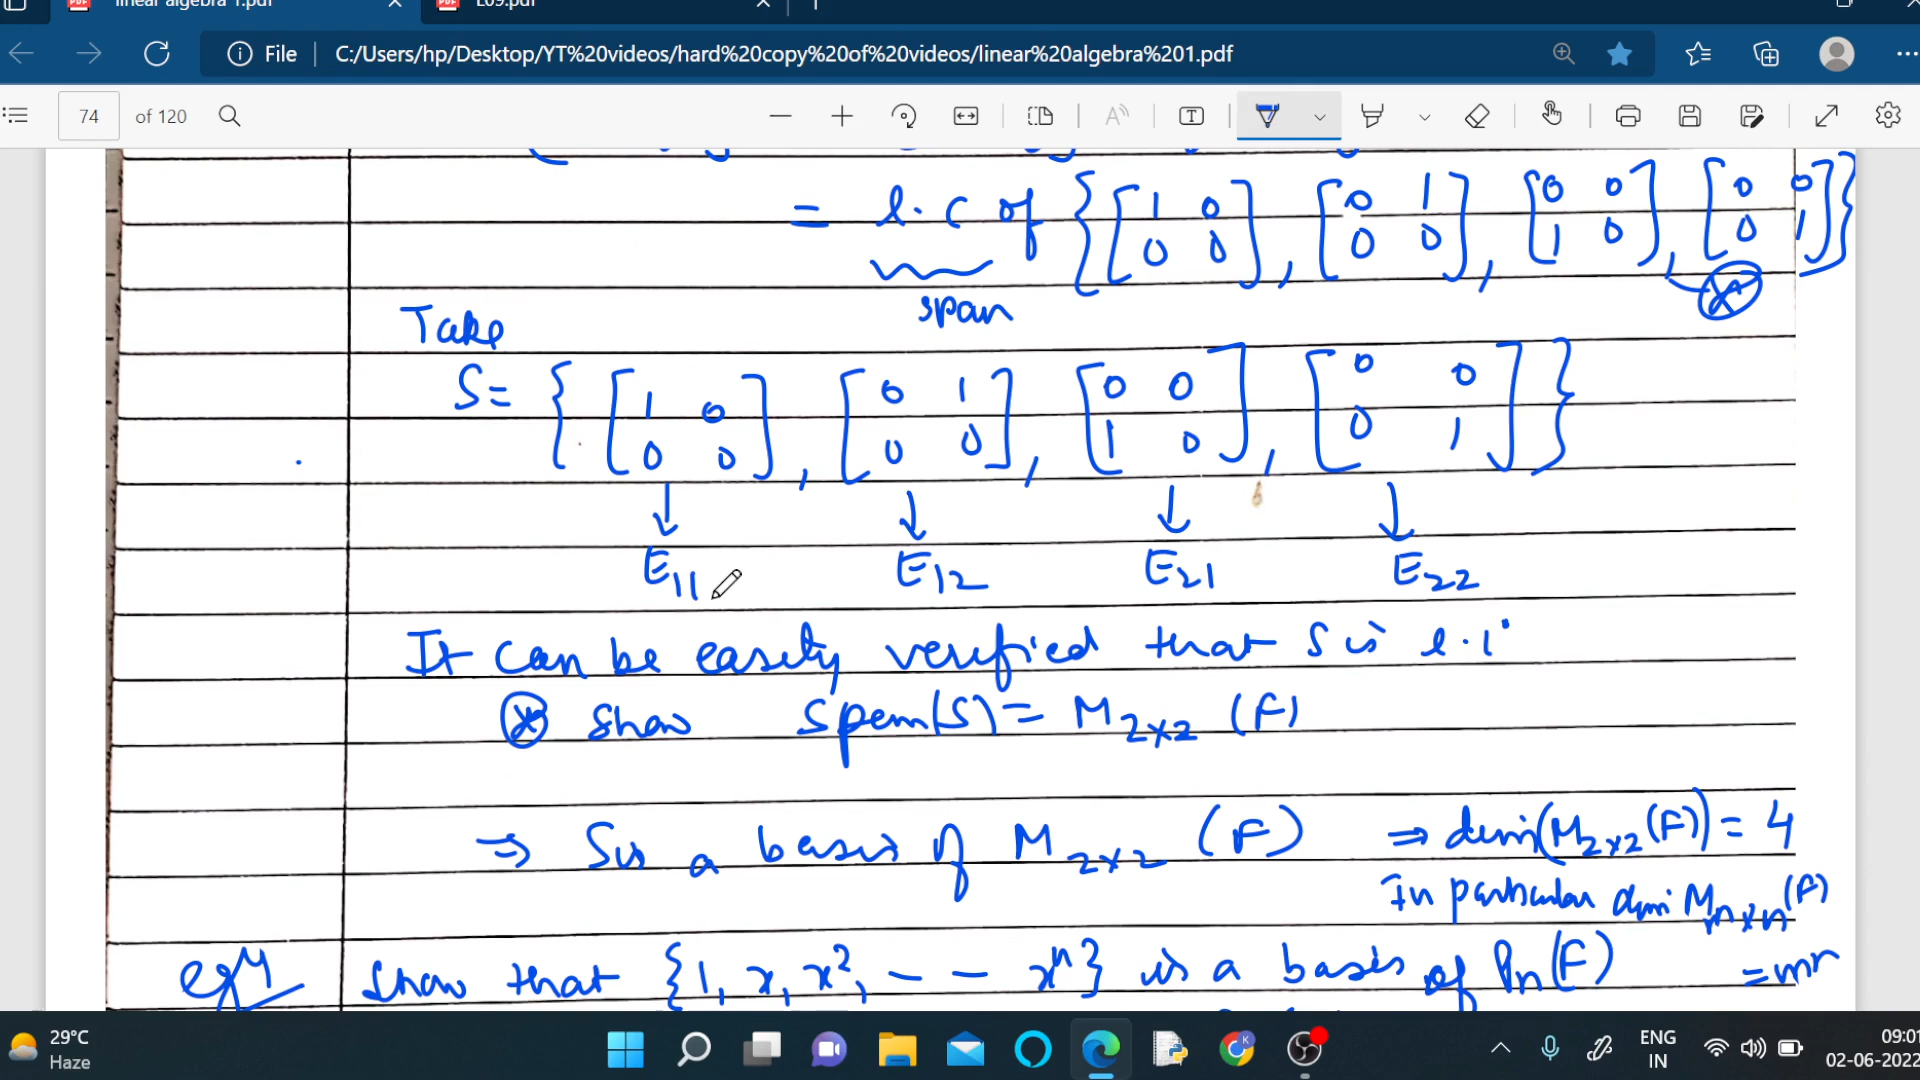 linear algebra 1.pdf
L09.pdf
File C:/Users/hp/Desktop/YT%20videos/hard%20copy%20of%20videos/linear%20algebra%201.pdf
74 of 120
= l.c of { [1 0 0 0], [0 1 0 0], [0 0 1 0], [0 0 0 1] }
span
Take
S = { [1 0 0 0], [0 1 0 0], [0 0 1 0], [0 0 0 1] }
E11 E12 E21 E22
It can be easily verified that S is l.i
show span(S) = M2x2 (F)
⇒ S is a basis of M2x2 (F) ⇒ dim(M2x2(F)) = 4
In particular dim Mmxn(F)
= mn
eg show that {1, x, x², - - xⁿ} is a basis of Pn(F)
29°C
Haze
ENG
IN
09:01
02-06-2022